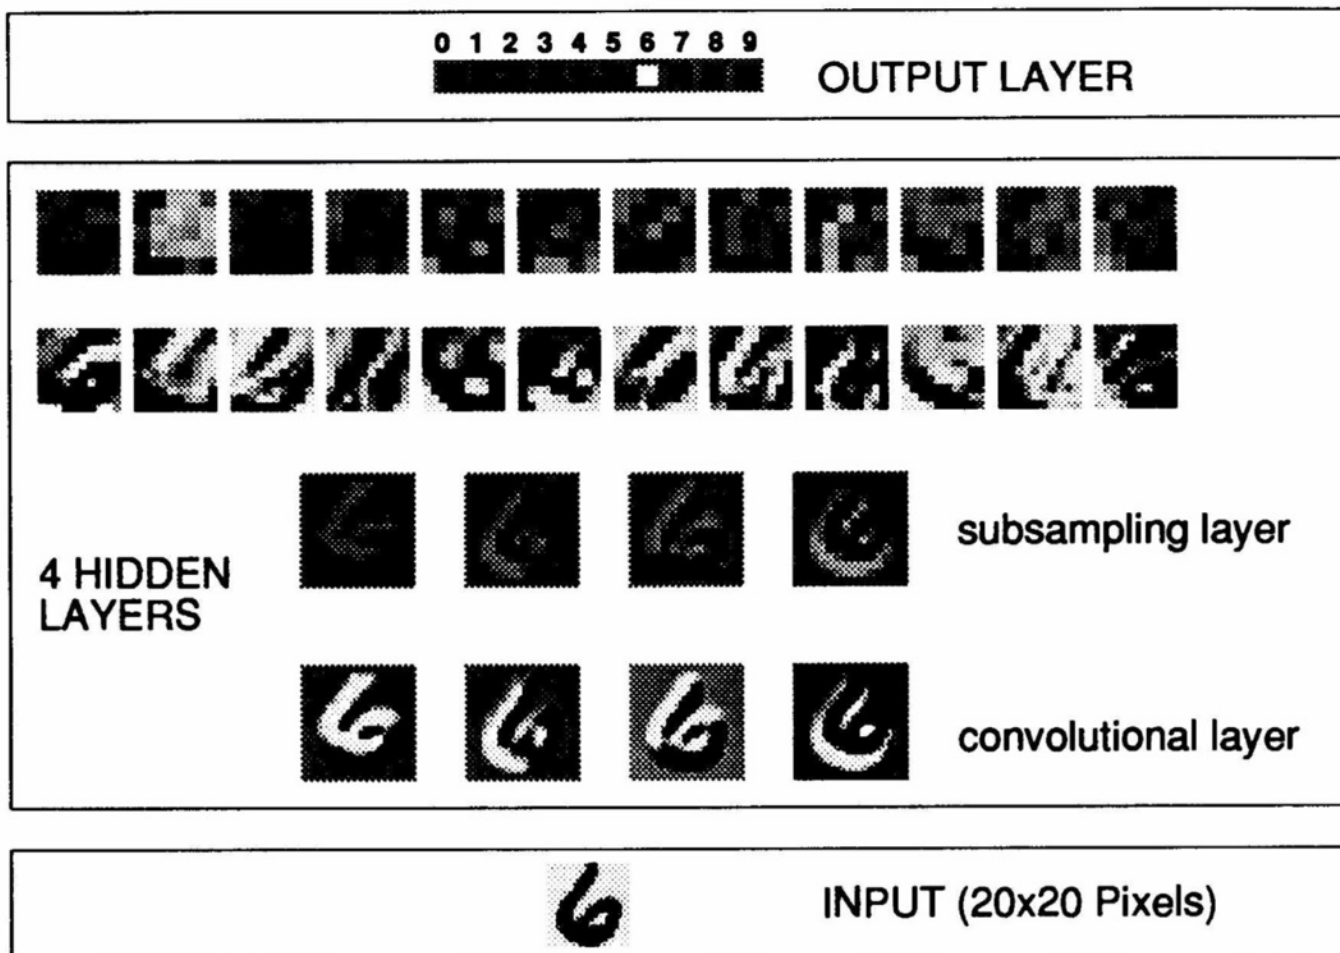 0 1 2 3 4 5 6 7 8 9
OUTPUT LAYER
subsampling layer
4 HIDDEN
LAYERS
convolutional layer
INPUT (20x20 Pixels)